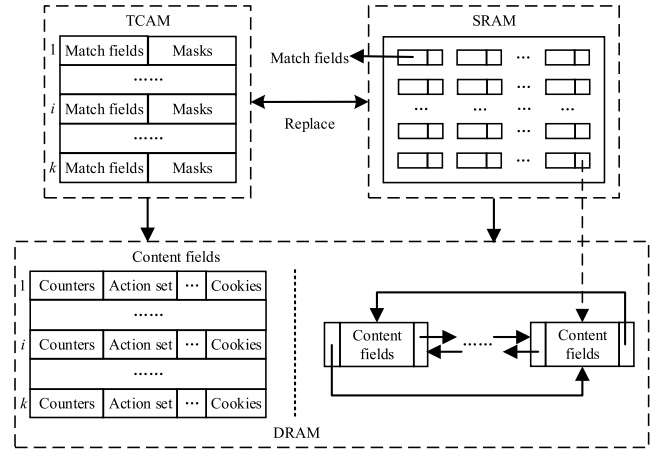 TCAM
1 Match fields Masks
......
i Match fields Masks
......
k Match fields Masks
Replace
SRAM
Match fields
...
... ... ...
...
...
Content fields
1 Counters Action set ... Cookies
......
i Counters Action set ... Cookies
......
k Counters Action set ... Cookies
Content
fields
......
Content
fields
DRAM